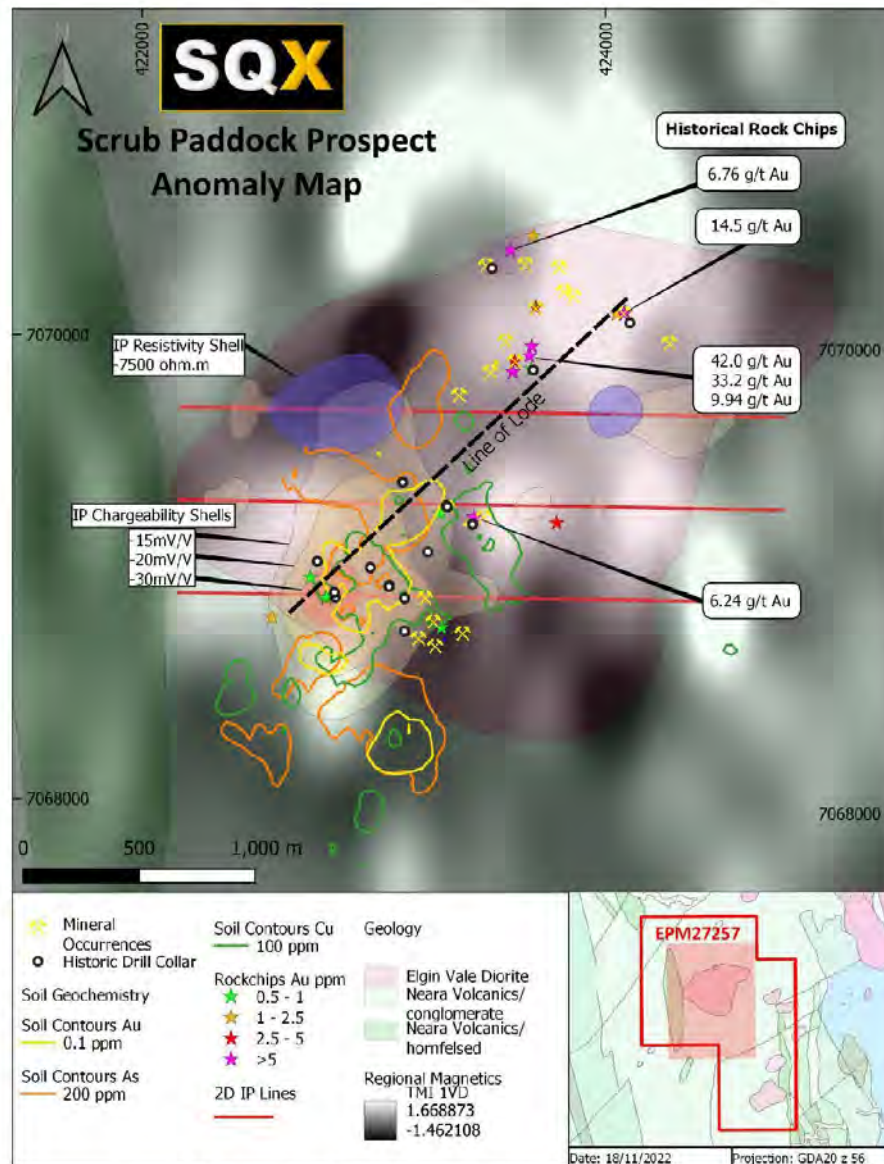 422000
424000
SQX
Scrub Paddock Prospect
Anomaly Map
Historical Rock Chips
6.76 g/t Au
14.5 g/t Au
7070000
7070000
IP Resistivity Shell
-7500 ohm.m
42.0 g/t Au
33.2 g/t Au
9.94 g/t Au
Line of Lode
IP Chargeability Shells
-15mV/V
-20mV/V
-30mV/V
6.24 g/t Au
7068000
7068000
0 500 1,000 m
Mineral
Occurrences
Historic Drill Collar
Soil Geochemistry
Soil Contours Au
0.1 ppm
Soil Contours As
200 ppm
Soil Contours Cu
100 ppm
Rockchips Au ppm
0.5 - 1
1 - 2.5
2.5 - 5
>5
2D IP Lines
Geology
Elgin Vale Diorite
Neara Volcanics/
conglomerate
Neara Volcanics/
hornfelsed
Regional Magnetics
TMI 1VD
1.668873
-1.462108
EPM27257
Date: 18/11/2022
Projection: GDA20 z 56